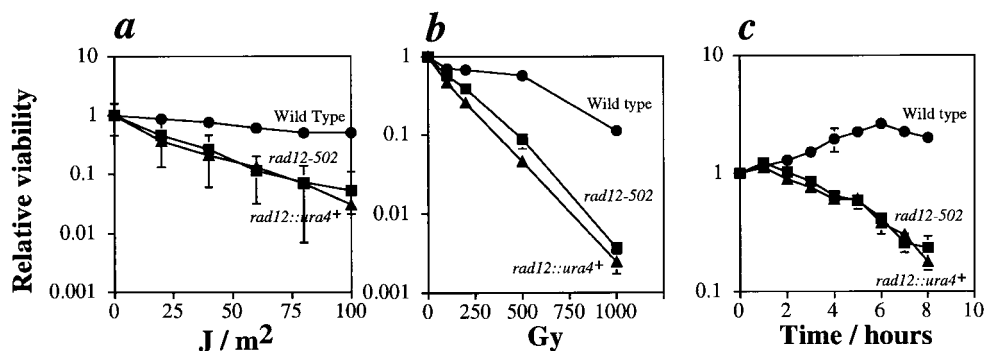 a
b
c
Relative viability
10
1
0.1
0.01
0.001
Wild Type
rad12-502
rad12::ura4+
0 25 50 75 100
J / m2
1
0.1
0.01
0.001
Wild type
rad12-502
rad12::ura4+
0 250 500 750 1000
Gy
10
1
0.1
Wild type
rad12-502
rad12::ura4+
0 2 4 6 8
Time / hours